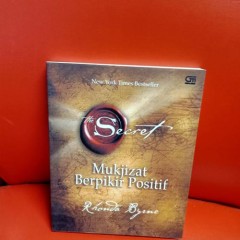 New York Times Bestseller
The
Secret
Mukjizat
Berpikir Positif
Rhonda Byrne